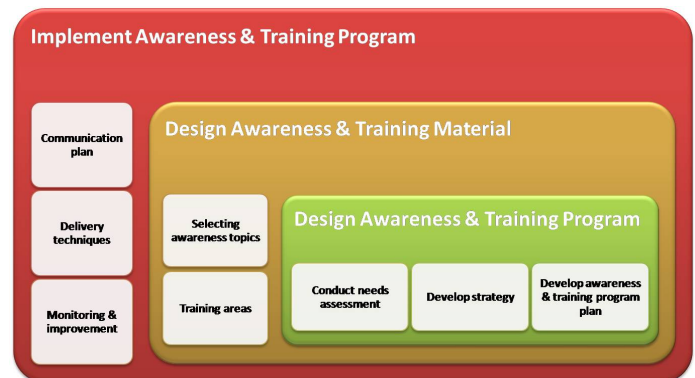 Implement Awareness & Training Program
Communication
plan
Delivery
techniques
Monitoring &
improvement
Design Awareness & Training Material
Selecting
awareness topics
Training areas
Design Awareness & Training Program
Conduct needs
assessment
Develop strategy
Develop awareness
& training program
plan